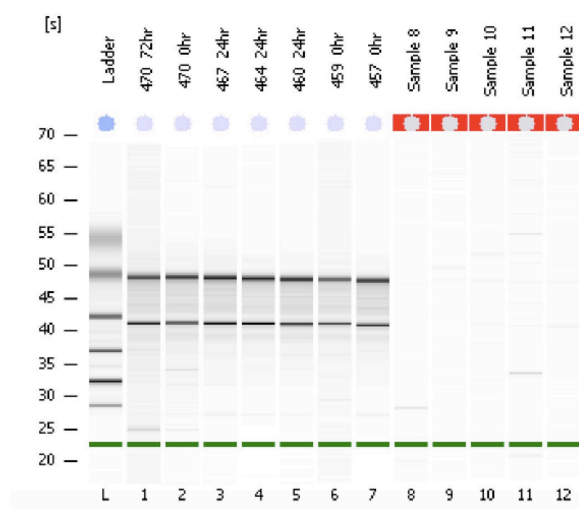 [s]
Ladder
470 72hr
470 0hr
467 24hr
464 24hr
460 24hr
459 0hr
457 0hr
Sample 8
Sample 9
Sample 10
Sample 11
Sample 12
70
65
60
55
50
45
40
35
30
25
20
L 1 2 3 4 5 6 7 8 9 10 11 12